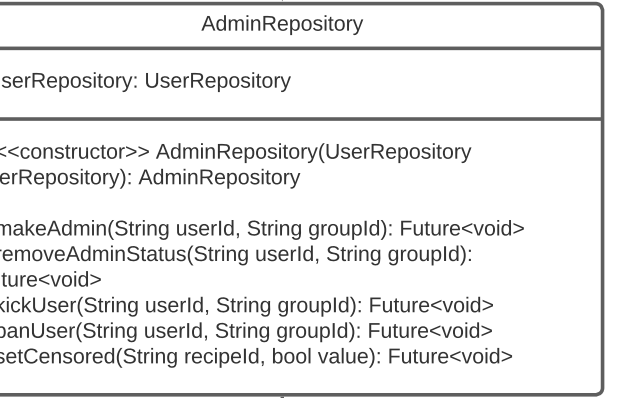 AdminRepository
serRepository: UserRepository
<<constructor>> AdminRepository(UserRepository
erRepository): AdminRepository
makeAdmin(String userId, String groupId): Future<void>
removeAdminStatus(String userId, String groupId):
ture<void>
kickUser(String userId, String groupId): Future<void>
banUser(String userId, String groupId): Future<void>
setCensored(String recipeId, bool value): Future<void>